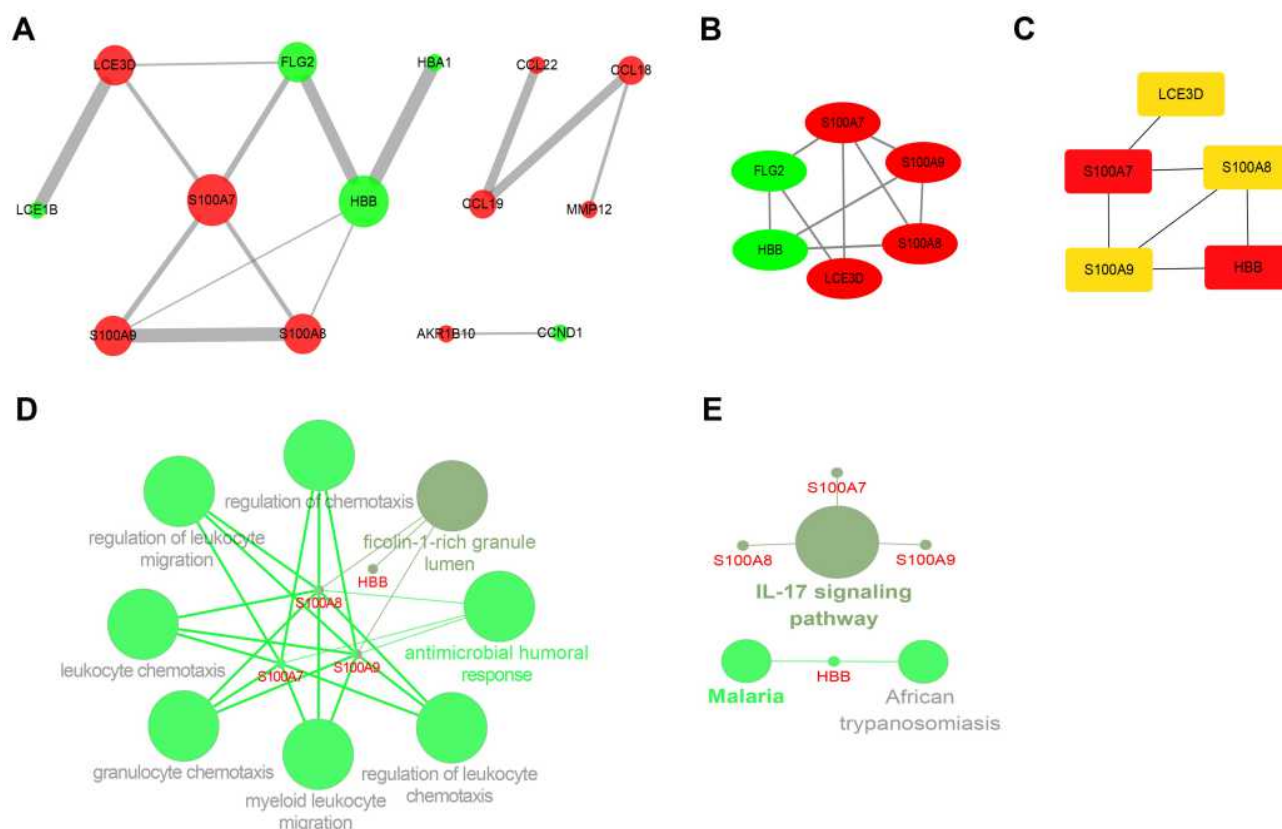 A
LCE3D
FLG2
HBA1
CCL22
CCL18
LCE1B
S100A7
HBB
CCL19
MMP12
S100A9
S100A8
AKR1B10
CCND1
B
S100A7
FLG2
S100A9
HBB
S100A8
LCE3D
C
LCE3D
S100A7
S100A8
S100A9
HBB
D
regulation of chemotaxis
regulation of leukocyte
migration
ficolin-1-rich granule
lumen
HBB
S100A8
leukocyte chemotaxis
S100A7
S100A9
antimicrobial humoral
response
granulocyte chemotaxis
myeloid leukocyte
migration
regulation of leukocyte
chemotaxis
E
S100A7
S100A8
S100A9
IL-17 signaling
pathway
Malaria
HBB
African
trypanosomiasis